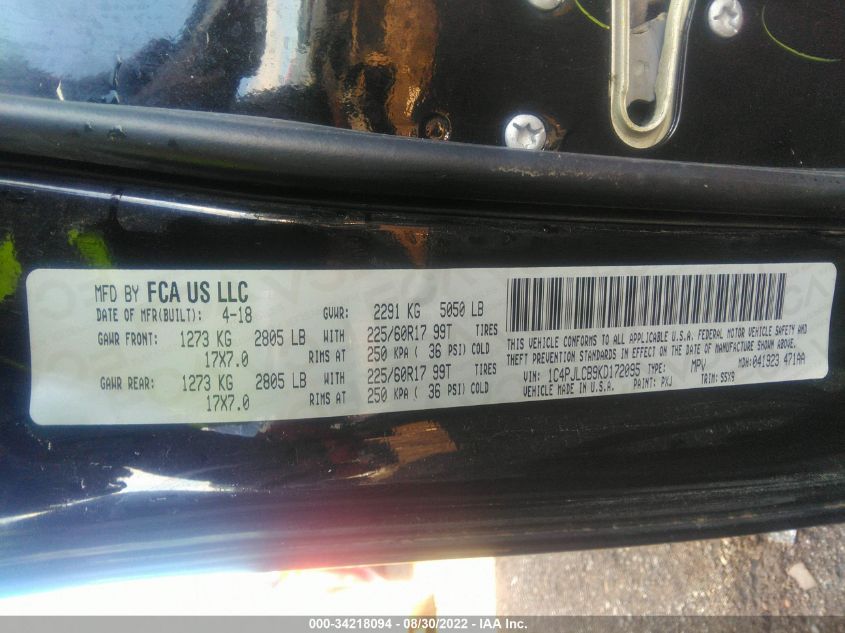 MFD BY FCA US LLC
DATE OF MFR(BUILT): 4-18 GVWR: 2291 KG 5050 LB
GAWR FRONT: 1273 KG 2805 LB WITH 225/60R17 99T TIRES
17X7.0 RIMS AT 250 KPA ( 36 PSI) COLD
GAWR REAR: 1273 KG 2805 LB WITH 225/60R17 99T TIRES
17X7.0 RIMS AT 250 KPA ( 36 PSI) COLD
THIS VEHICLE CONFORMS TO ALL APPLICABLE U.S.A. FEDERAL MOTOR VEHICLE SAFETY AND
THEFT PREVENTION STANDARDS IN EFFECT ON THE DATE OF MANUFACTURE SHOWN ABOVE.
VIN: 1C4PJLCB9KD172095 TYPE: MPV MDH: 041923 471AA
VEHICLE MADE IN U.S.A. PAINT: PXJ TRIM: S5X9
000-34218094 - 08/30/2022 - IAA Inc.